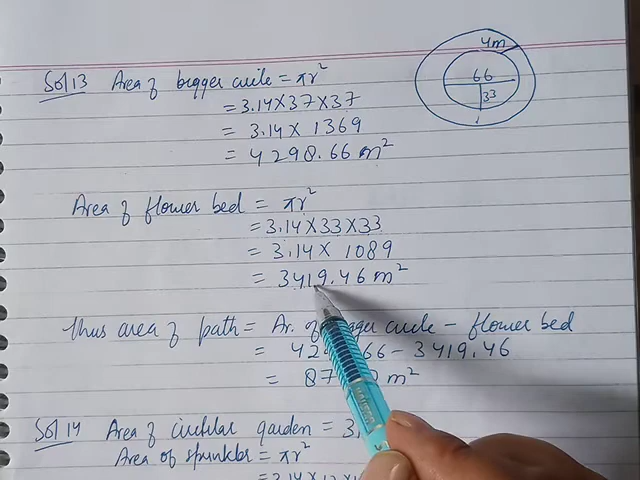 4m
66
33
Sol 13 Area of bigger circle = πr²
= 3.14×37×37
= 3.14 × 1369
= 4298.66 m²
Area of flower bed = πr²
= 3.14×33×33
= 3.14 × 1089
= 3419.46 m²
Thus area of path = Ar. of circle – flower bed
= 66 – 3419.46
= m²
Sol 14 Area of circular garden =
Area of sprinkler = πr²